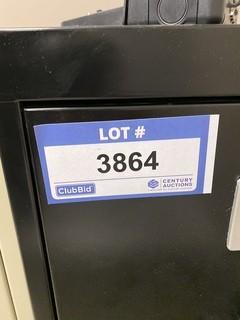 LOT #
3864
ClubBid
CENTURY
AUCTIONS